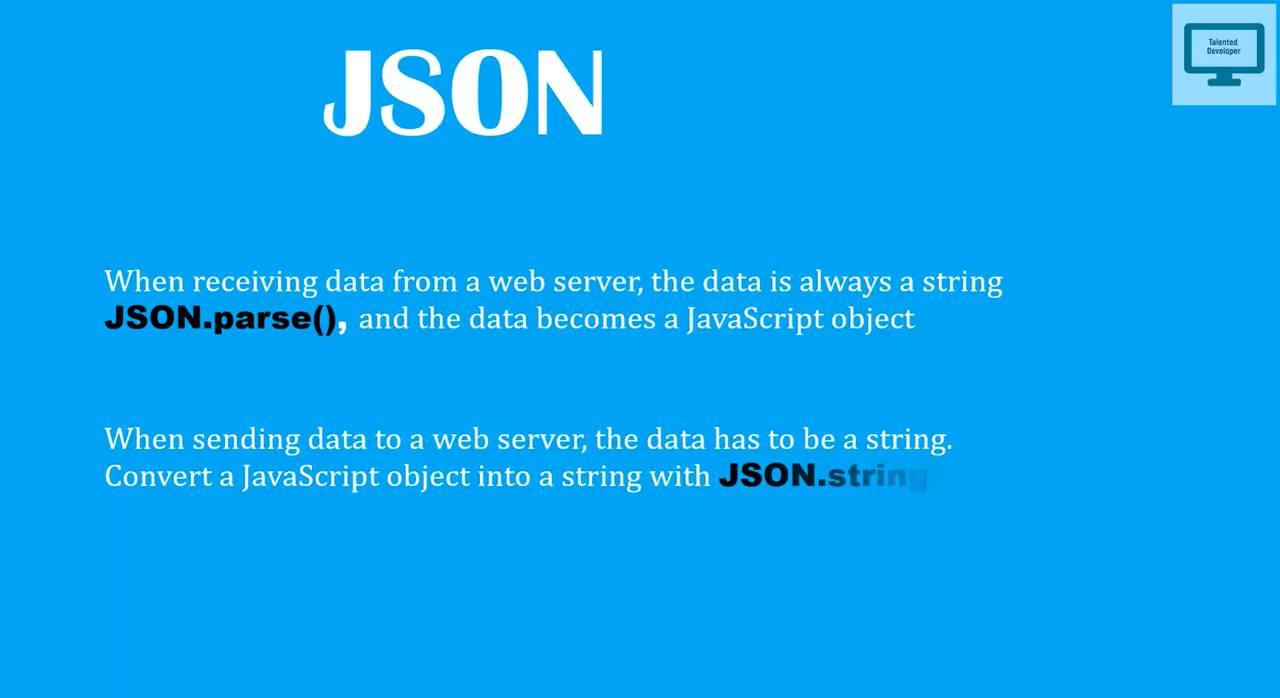 JSON
Talented
Developer
When receiving data from a web server, the data is always a string
JSON.parse(), and the data becomes a JavaScript object
When sending data to a web server, the data has to be a string.
Convert a JavaScript object into a string with JSON.string